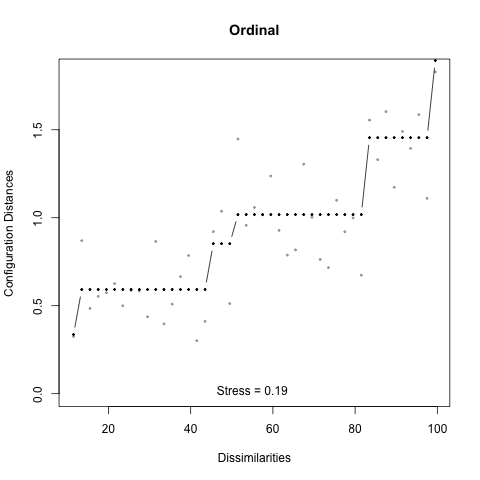 Ordinal
Configuration Distances
1.5
1.0
0.5
0.0
Stress = 0.19
20 40 60 80 100
Dissimilarities